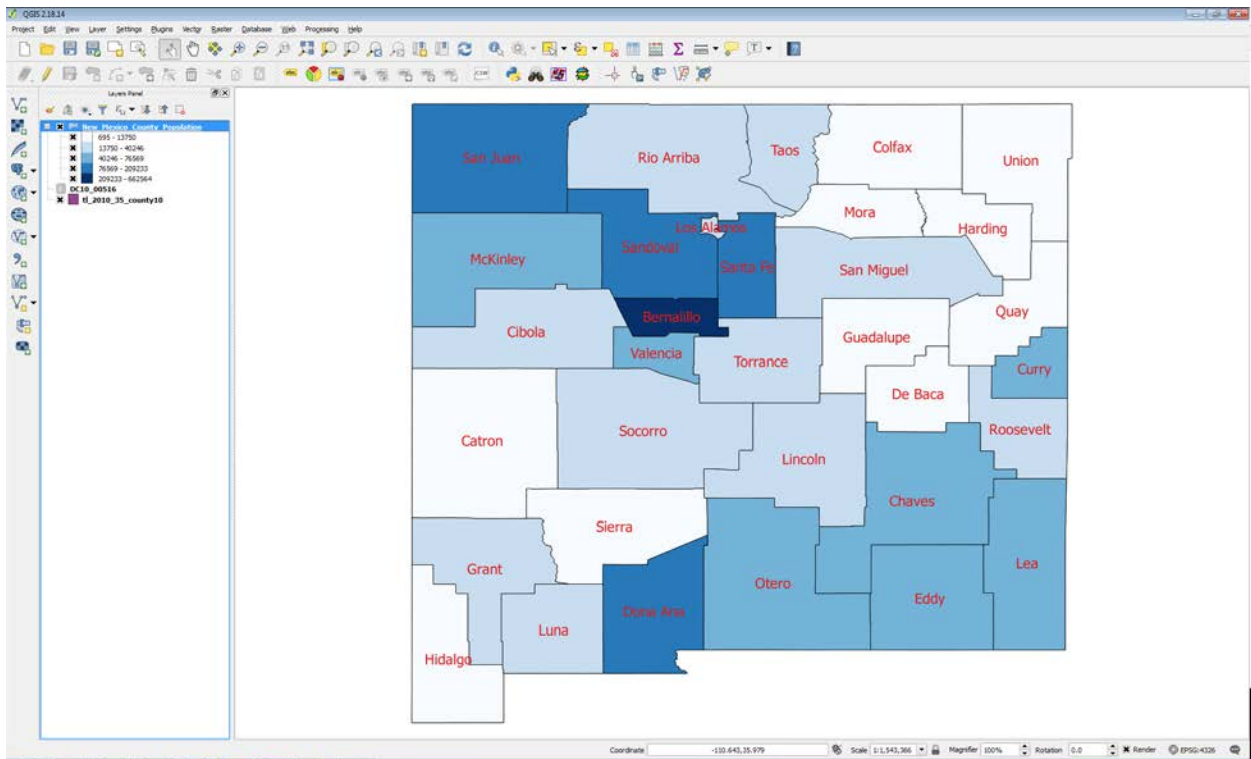 QGIS 2.18.14
Project Edit View Layer Settings Plugins Vector Raster Database Web Processing Help
Layers Panel
New_Mexico_County_Population
695 - 13750
13750 - 40246
40246 - 76569
76569 - 209233
209233 - 662564
DC10_00516
tl_2010_35_county10
San Juan
Rio Arriba
Taos
Colfax
Union
Mora
Harding
Los Alamos
Sandoval
Santa Fe
McKinley
San Miguel
Quay
Bernalillo
Cibola
Guadalupe
Valencia
Torrance
Curry
De Baca
Roosevelt
Socorro
Catron
Lincoln
Chaves
Sierra
Lea
Grant
Otero
Eddy
Dona Ana
Luna
Hidalgo
Coordinate -110.643,35.979 Scale 1:1,543,366 Magnifier 100% Rotation 0.0 Render EPSG:4326